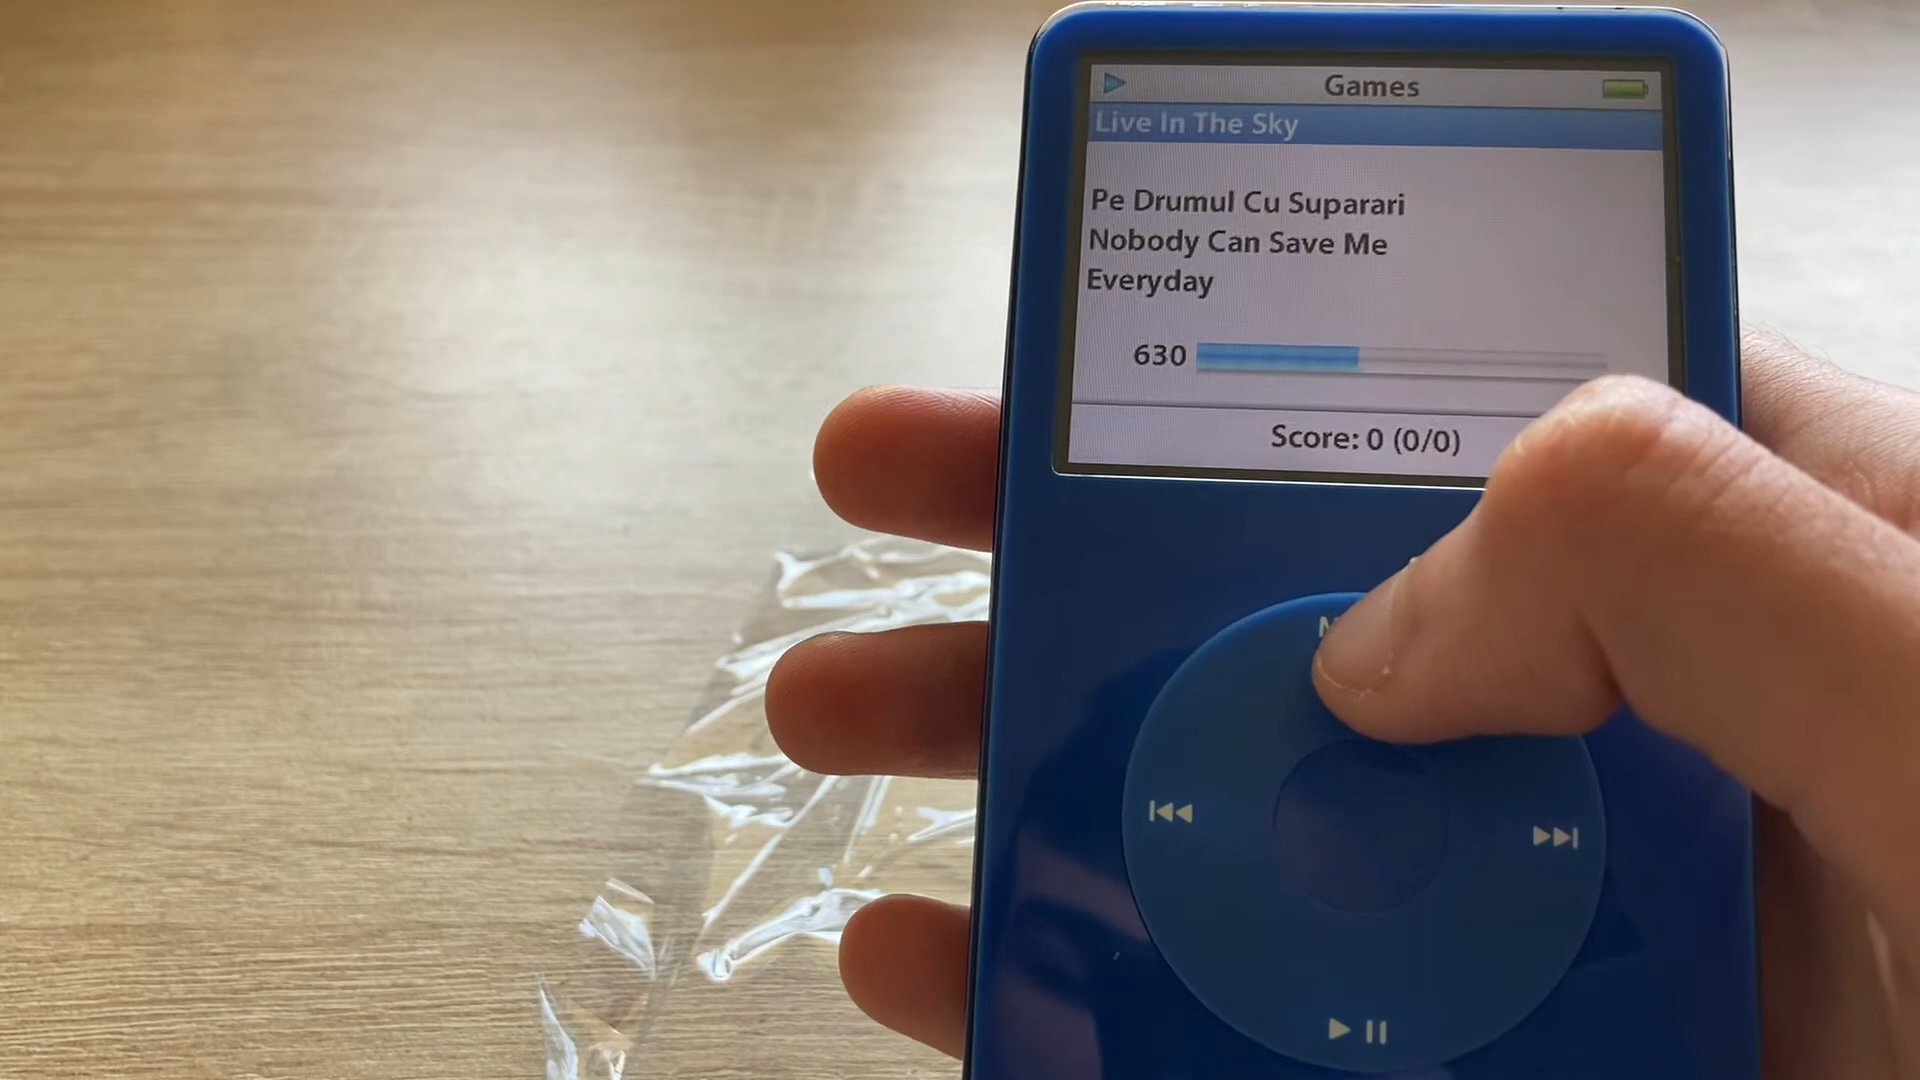 Games
Live In The Sky
Pe Drumul Cu Suparari
Nobody Can Save Me
Everyday
630
Score: 0 (0/0)